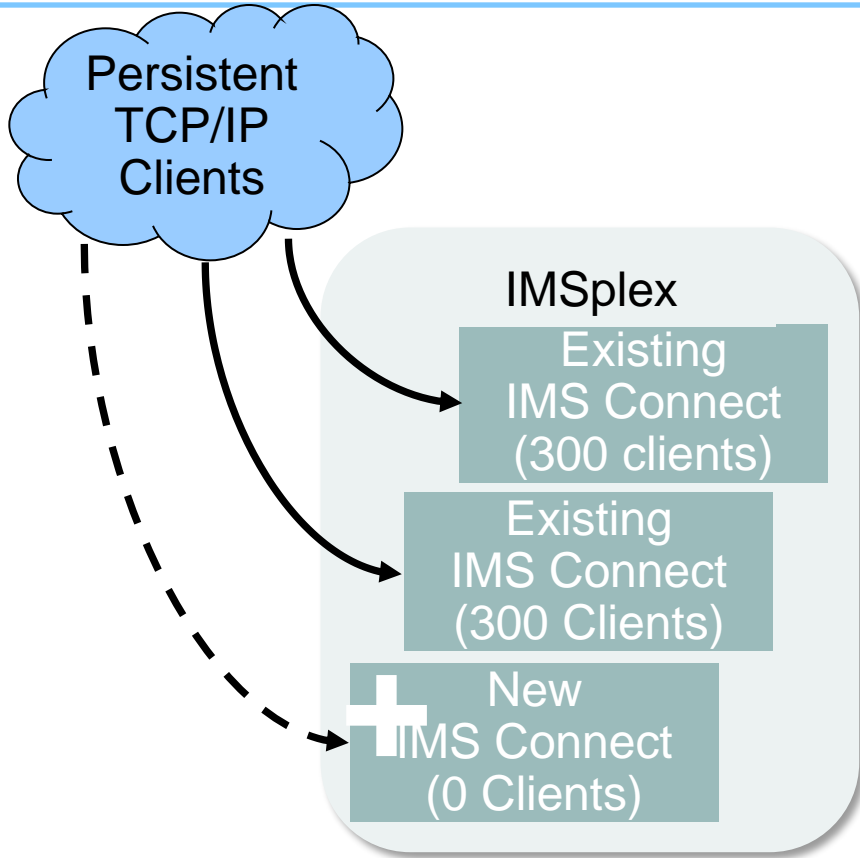 Persistent
TCP/IP
Clients
IMSplex
Existing
IMS Connect
(300 clients)
Existing
IMS Connect
(300 Clients)
New
IMS Connect
(0 Clients)